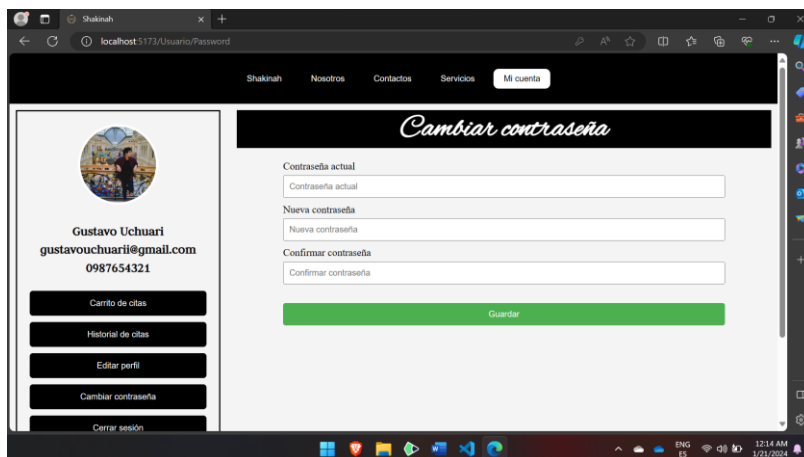 Shakinah
localhost:5173/Usuario/Password
Shakinah Nosotros Contactos Servicios Mi cuenta
Cambiar contraseña
Gustavo Uchuari
gustavouchuarii@gmail.com
0987654321
Carrito de citas
Historial de citas
Editar perfil
Cambiar contraseña
Cerrar sesión
Contraseña actual
Contraseña actual
Nueva contraseña
Nueva contraseña
Confirmar contraseña
Confirmar contraseña
Guardar
ENG
ES
12:14 AM
1/21/2024